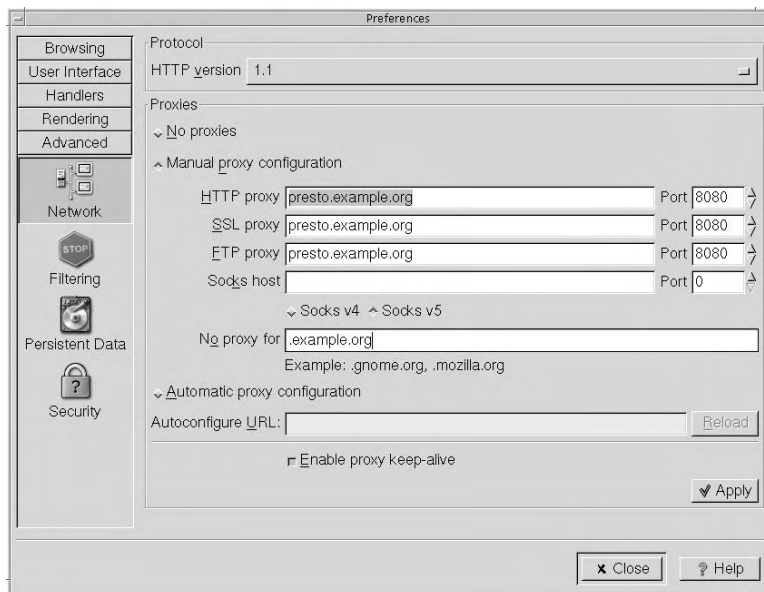 Preferences
Browsing
User Interface
Handlers
Rendering
Advanced
Network
STOP
Filtering
Persistent Data
?
Security
Protocol
HTTP version 1.1
Proxies
No proxies
Manual proxy configuration
HTTP proxy presto.example.org Port 8080
SSL proxy presto.example.org Port 8080
FTP proxy presto.example.org Port 8080
Socks host Port 0
Socks v4 Socks v5
No proxy for .example.org
Example: .gnome.org, .mozilla.org
Automatic proxy configuration
Autoconfigure URL: Reload
Enable proxy keep-alive
Apply
x Close ? Help